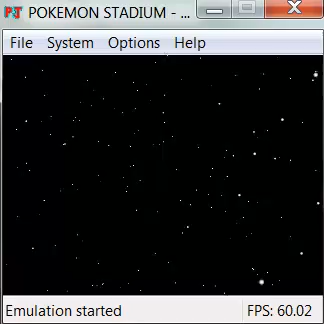 POKEMON STADIUM - ...
File System Options Help
Emulation started FPS: 60.02